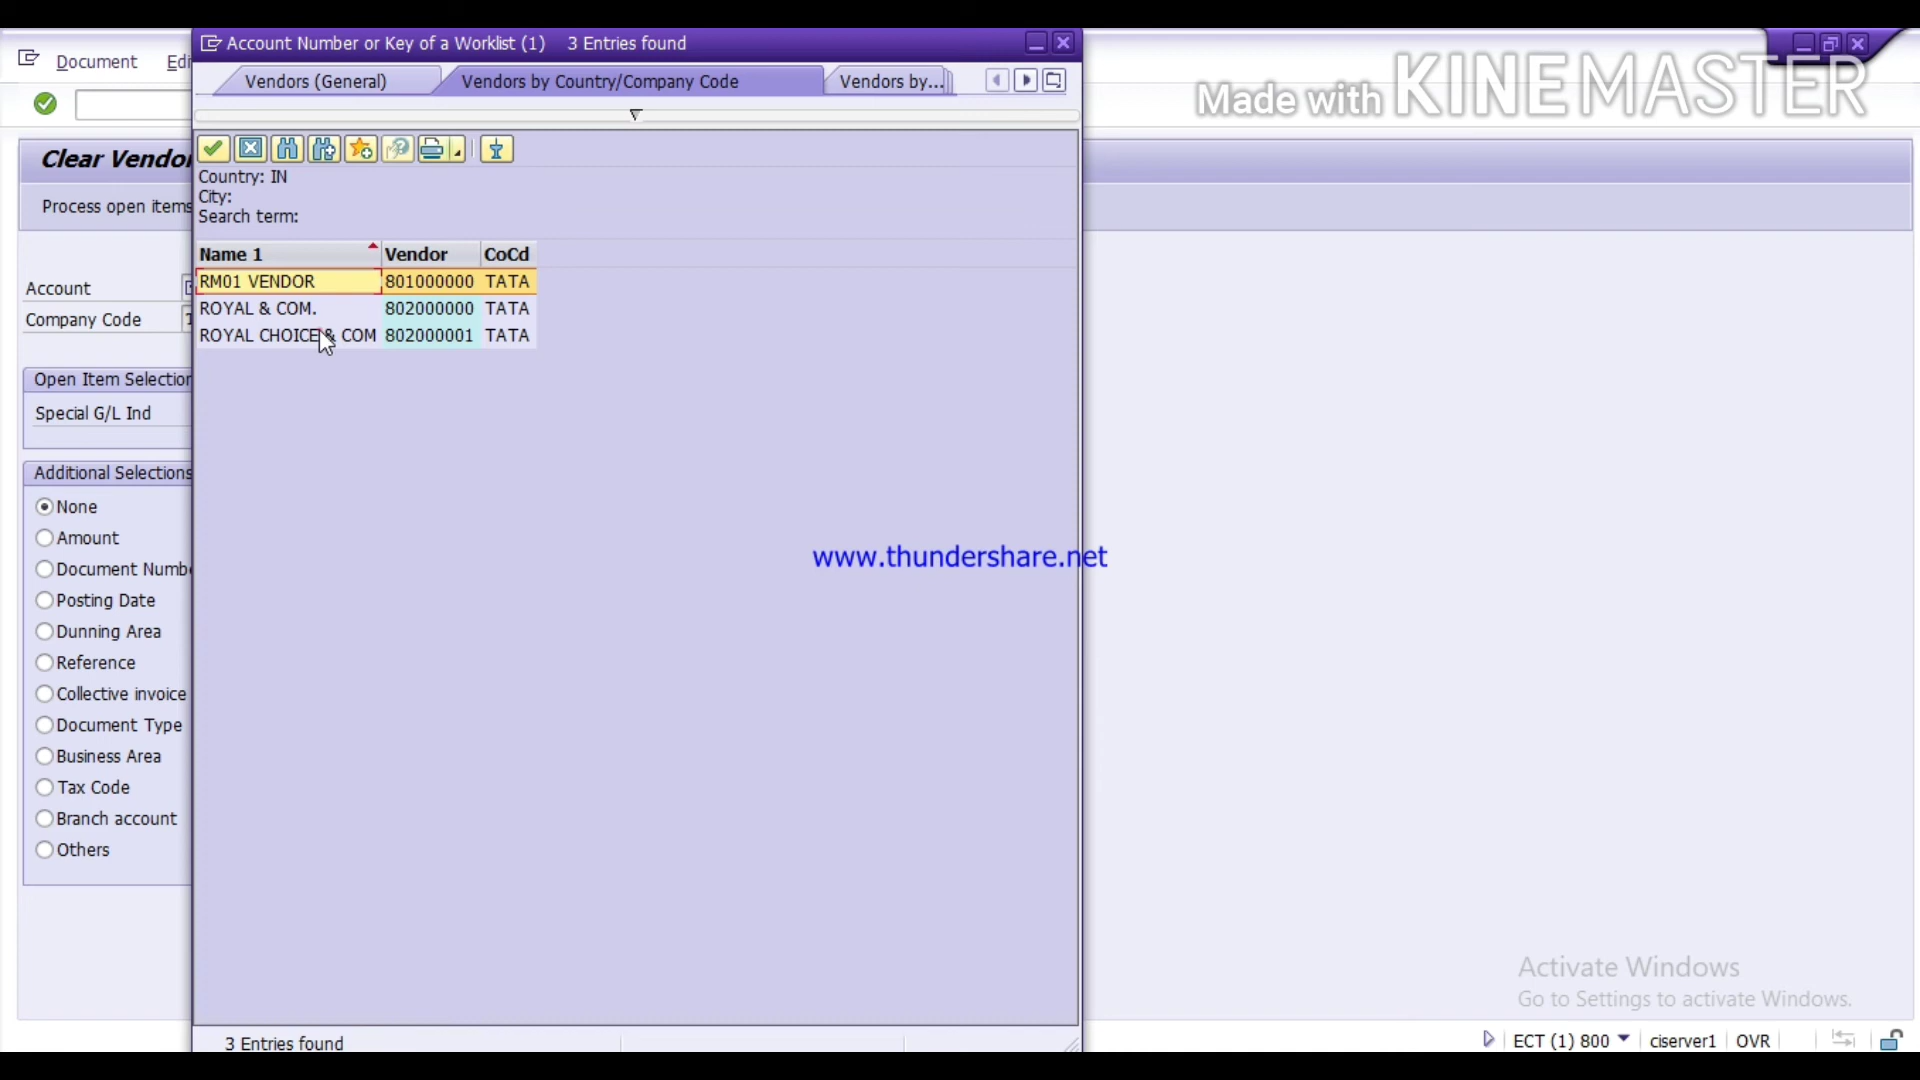 Account Number or Key of a Worklist (1) 3 Entries found
Document
Made with KINEMASTER
Vendors (General)
Vendors by Country/Company Code
Vendors by...
Clear Vendor
Country: IN
City:
Search term:
Process open items
Name 1 Vendor CoCd
RM01 VENDOR 801000000 TATA
ROYAL & COM. 802000000 TATA
ROYAL CHOICE & COM 802000001 TATA
Account
Company Code
Open Item Selection
Special G/L Ind
Additional Selections
None
Amount
Document Numbe
Posting Date
Dunning Area
Reference
Collective invoice
Document Type
Business Area
Tax Code
Branch account
Others
www.thundershare.net
Activate Windows
Go to Settings to activate Windows.
3 Entries found
ECT (1) 800 ciserver1 OVR